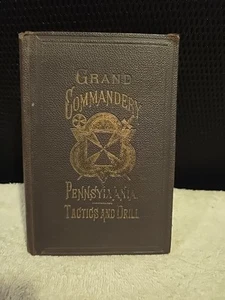 GRAND
COMMANDERY
PENNSYLVANIA
TACTICS AND DRILL